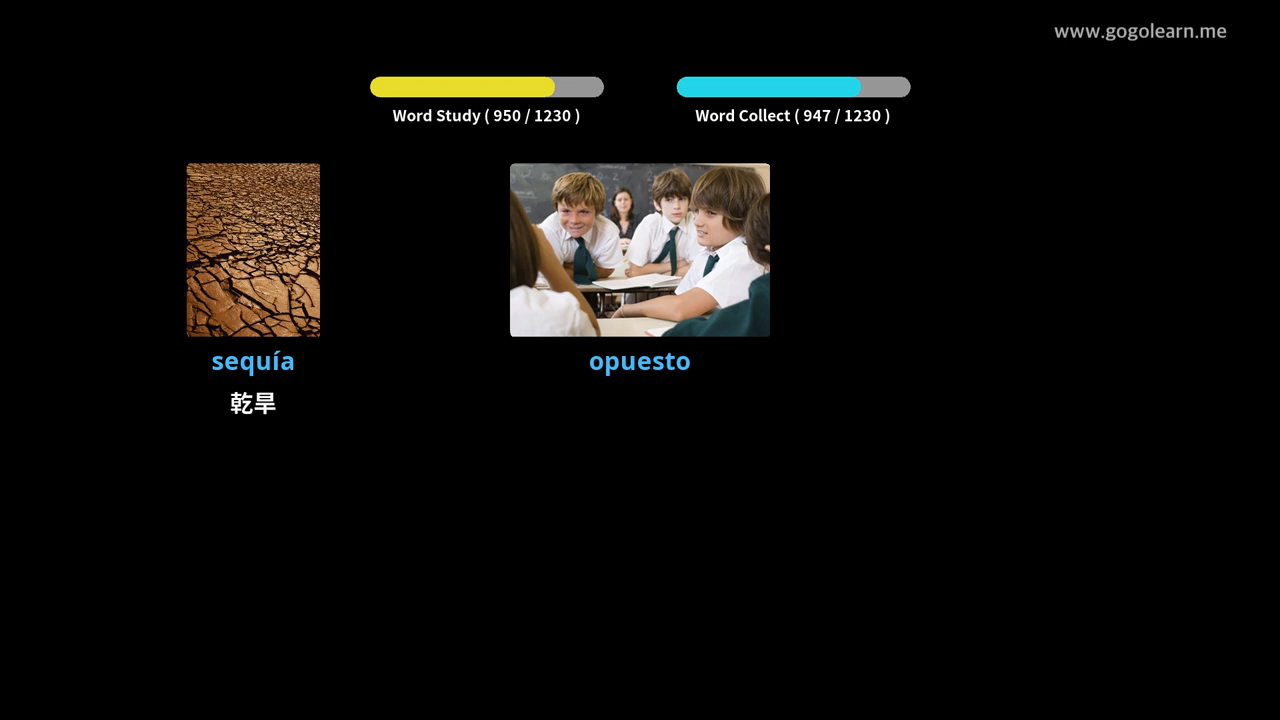 www.gogolearn.me
Word Study ( 950 / 1230 )
Word Collect ( 947 / 1230 )
sequía
乾旱
opuesto